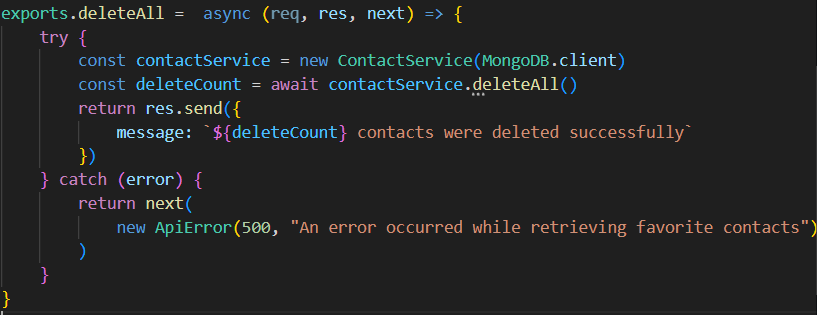 exports.deleteAll =  async (req, res, next) => {
    try {
        const contactService = new ContactService(MongoDB.client)
        const deleteCount = await contactService.deleteAll()
        return res.send({
            message: `${deleteCount} contacts were deleted successfully`
        })
    } catch (error) {
        return next(
            new ApiError(500, "An error occurred while retrieving favorite contacts")
        )
    }
}